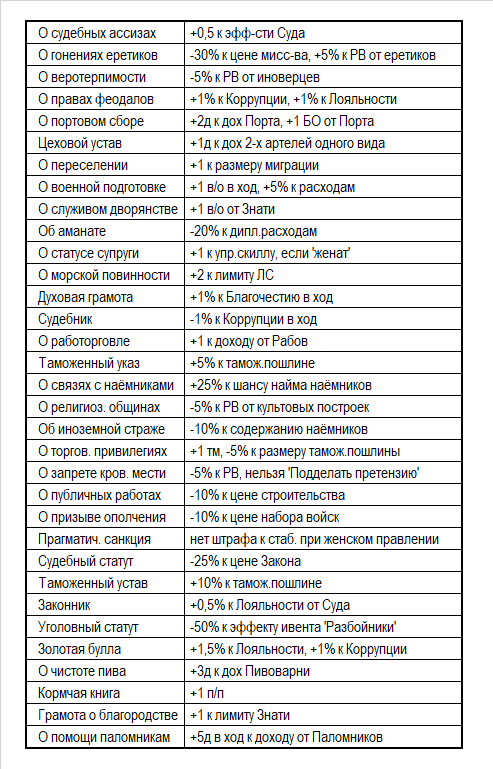 О судебных ассизах +0,5 к эфф-сти Суда
О гонениях еретиков -30% к цене мисс-ва, +5% к РВ от еретиков
О веротерпимости -5% к РВ от иноверцев
О правах феодалов +1% к Коррупции, +1% к Лояльности
О портовом сборе +2д к дох Порта, +1 БО от Порта
Цеховой устав +1д к дох 2-х артелей одного вида
О переселении +1 к размеру миграции
О военной подготовке +1 в/о в ход, +5% к расходам
О служивом дворянстве +1 в/о от Знати
Об аманате -20% к дипл.расходам
О статусе супруги +1 к упр.скиллу, если 'женат'
О морской повинности +2 к лимиту ЛС
Духовая грамота +1% к Благочестию в ход
Судебник -1% к Коррупции в ход
О работорговле +1 к доходу от Рабов
Таможенный указ +5% к тамож.пошлине
О связях с наёмниками +25% к шансу найма наёмников
О религиоз. общинах -5% к РВ от культовых построек
Об иноземной страже -10% к содержанию наёмников
О торгов. привилегиях +1 тм, -5% к размеру тамож.пошлины
О запрете кров. мести -5% к РВ, нельзя 'Подделать претензию'
О публичных работах -10% к цене строительства
О призыве ополчения -10% к цене набора войск
Прагматич. санкция нет штрафа к стаб. при женском правлении
Судебный статут -25% к цене Закона
Таможенный устав +10% к тамож.пошлине
Законник +0,5% к Лояльности от Суда
Уголовный статут -50% к эффекту ивента 'Разбойники'
Золотая булла +1,5% к Лояльности, +1% к Коррупции
О чистоте пива +3д к дох Пивоварни
Кормчая книга +1 п/п
Грамота о благородстве +1 к лимиту Знати
О помощи паломникам +5д в ход к доходу от Паломников